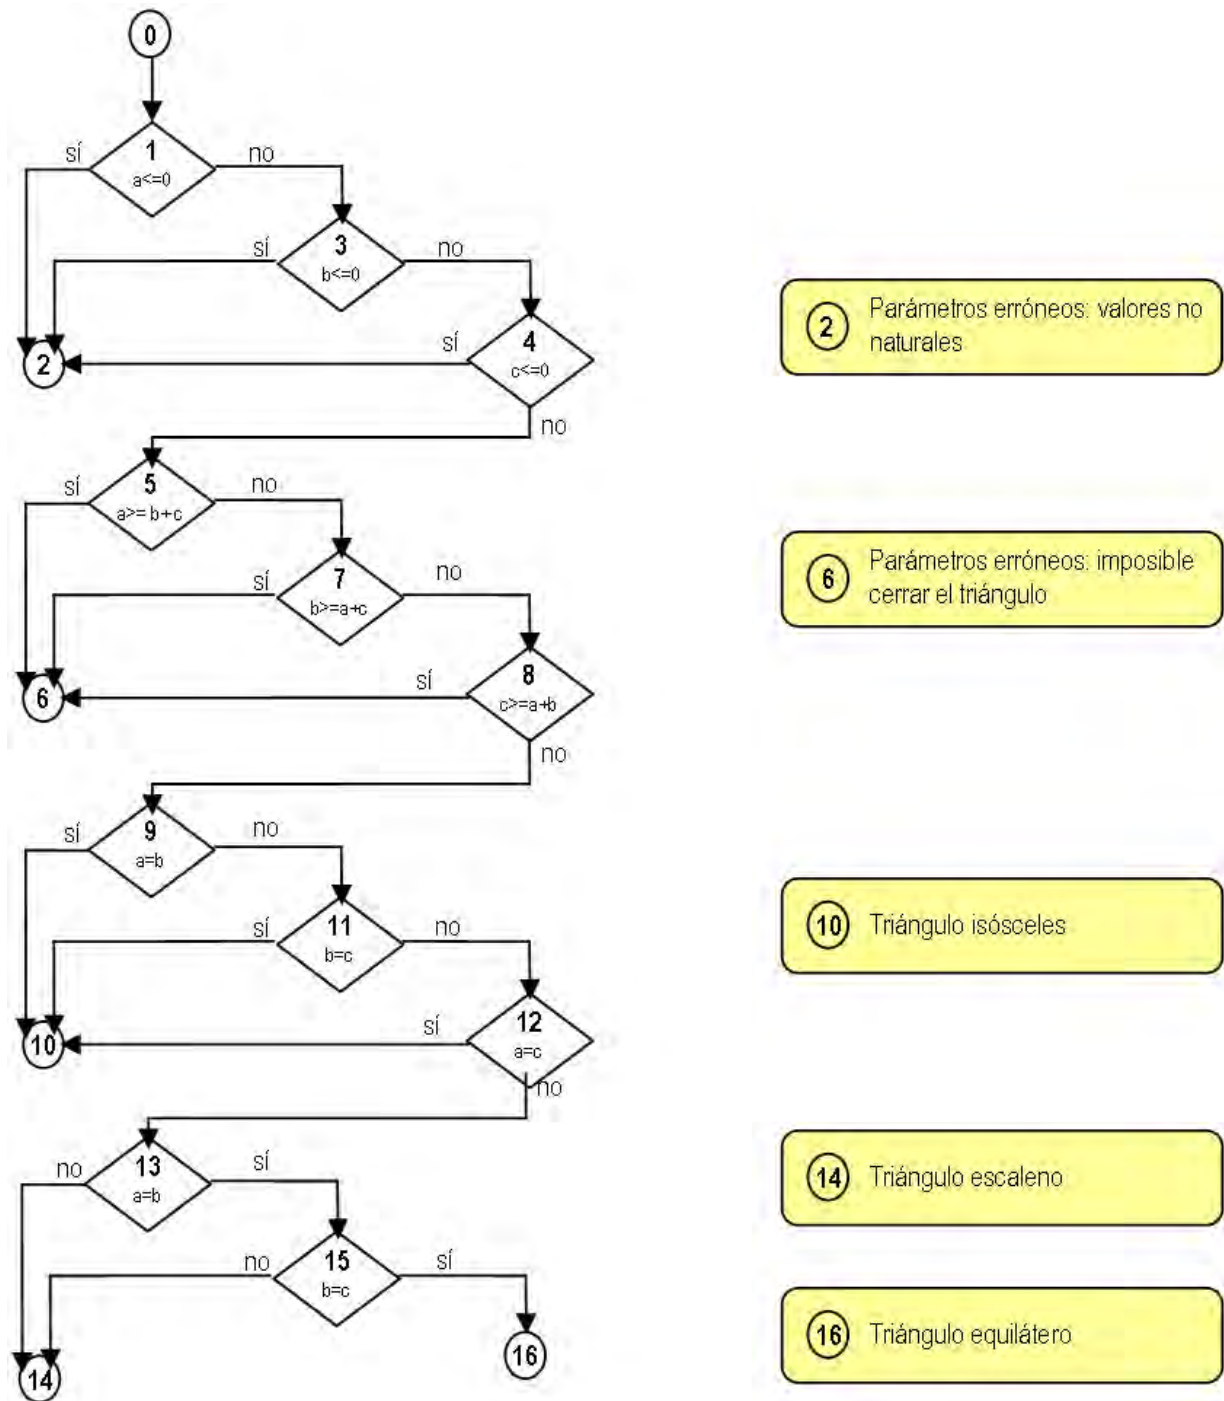 0
1
a<=0
sí
no
3
b<=0
sí
no
4
c<=0
sí
no
2
2
Parámetros erróneos: valores no
naturales
5
a>= b+c
sí
no
7
b>=a+c
sí
no
8
c>=a+b
sí
no
6
6
Parámetros erróneos: imposible
cerrar el triángulo
9
a=b
sí
no
11
b=c
sí
no
12
a=c
sí
no
10
10
Triángulo isósceles
13
a=b
no
sí
15
b=c
no
sí
14
16
14
Triángulo escaleno
16
Triángulo equilátero